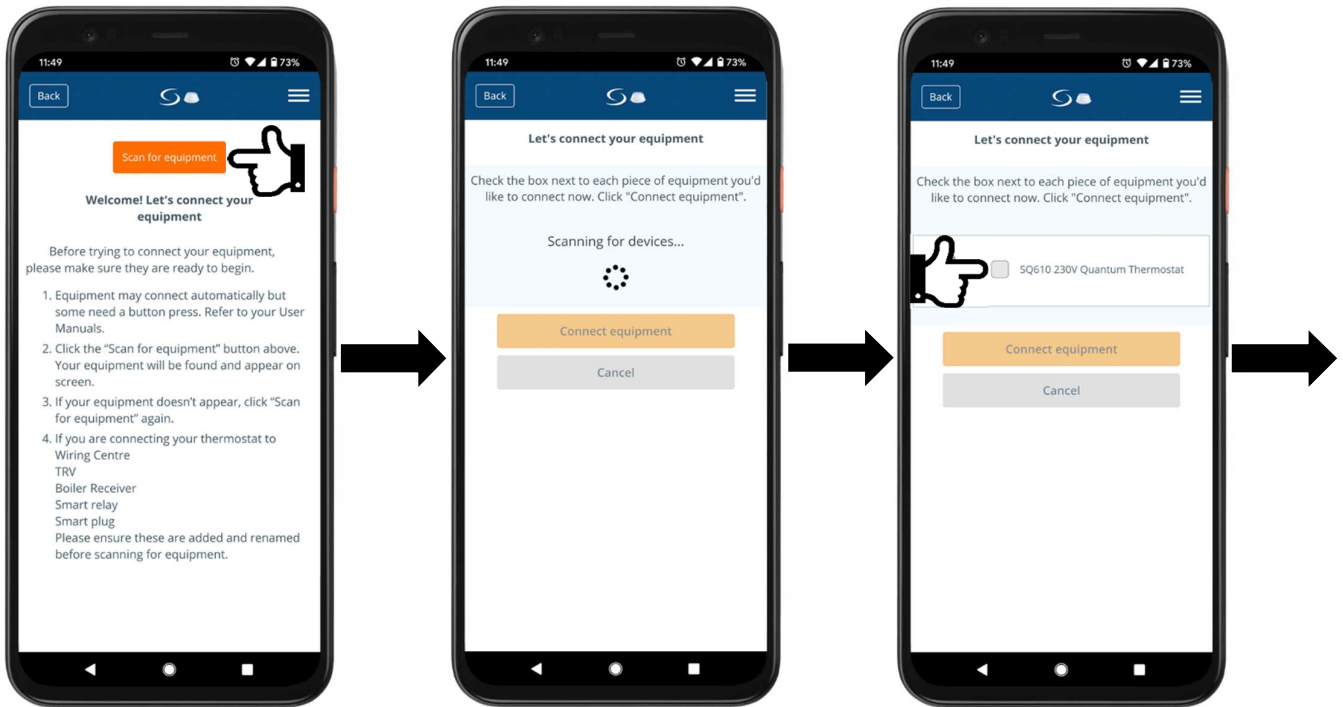 11:49
73%
Back
Scan for equipment
Welcome! Let's connect your
equipment
Before trying to connect your equipment,
please make sure they are ready to begin.
1. Equipment may connect automatically but
some need a button press. Refer to your User
Manuals.
2. Click the “Scan for equipment” button above.
Your equipment will be found and appear on
screen.
3. If your equipment doesn’t appear, click “Scan
for equipment” again.
4. If you are connecting your thermostat to
Wiring Centre
TRV
Boiler Receiver
Smart relay
Smart plug
Please ensure these are added and renamed
before scanning for equipment.
11:49
73%
Back
Let's connect your equipment
Check the box next to each piece of equipment you'd
like to connect now. Click "Connect equipment".
Scanning for devices...
Connect equipment
Cancel
11:49
73%
Back
Let's connect your equipment
Check the box next to each piece of equipment you'd
like to connect now. Click "Connect equipment".
SQ610 230V Quantum Thermostat
Connect equipment
Cancel